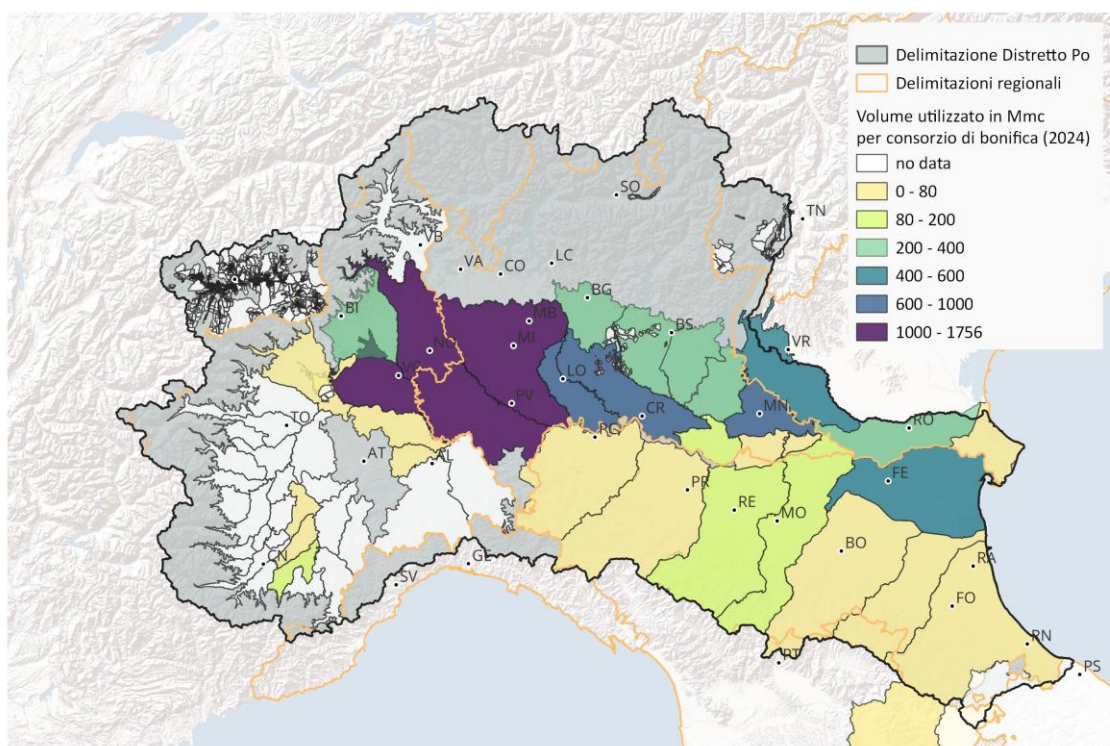 Delimitazione Distretto Po
Delimitazioni regionali
Volume utilizzato in Mmc
per consorzio di bonifica (2024)
no data
0 - 80
80 - 200
200 - 400
400 - 600
600 - 1000
1000 - 1756
SO
TN
VB
VA
CO
LC
BG
BI
MB
BS
MI
VR
NO
LO
VC
PV
CR
MN
RO
TO
PC
AT
AL
FE
PR
RE
MO
BO
CN
GE
RA
SV
FO
RN
PT
PS